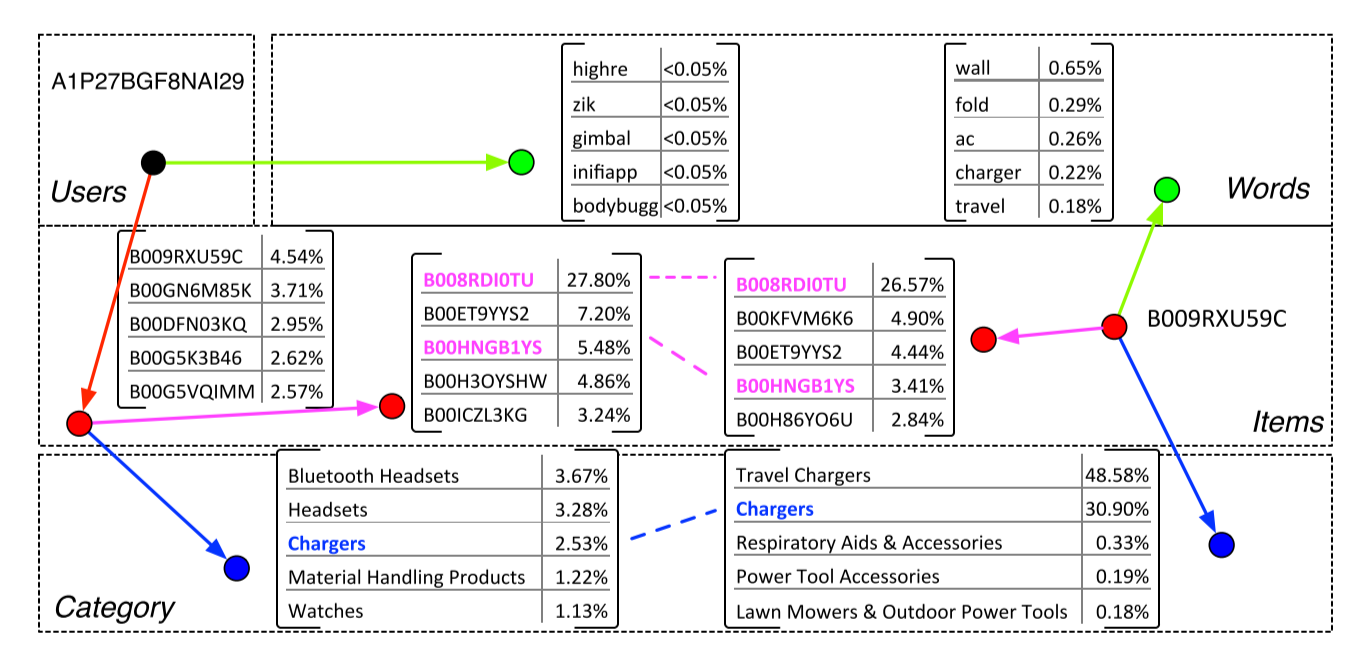 A1P27BGF8NAI29
Users
highre <0.05%
zik <0.05%
gimbal <0.05%
inifiapp <0.05%
bodybugg <0.05%
wall 0.65%
fold 0.29%
ac 0.26%
charger 0.22%
travel 0.18%
Words
B009RXU59C 4.54%
B00GN6M85K 3.71%
B00DFN03KQ 2.95%
B00G5K3B46 2.62%
B00G5VQIMM 2.57%
B008RDI0TU 27.80%
B00ET9YYS2 7.20%
B00HNGB1YS 5.48%
B00H3OYSHW 4.86%
B00ICZL3KG 3.24%
B008RDI0TU 26.57%
B00KFVM6K6 4.90%
B00ET9YYS2 4.44%
B00HNGB1YS 3.41%
B00H86YO6U 2.84%
B009RXU59C
Items
Bluetooth Headsets 3.67%
Headsets 3.28%
Chargers 2.53%
Material Handling Products 1.22%
Watches 1.13%
Travel Chargers 48.58%
Chargers 30.90%
Respiratory Aids & Accessories 0.33%
Power Tool Accessories 0.19%
Lawn Mowers & Outdoor Power Tools 0.18%
Category